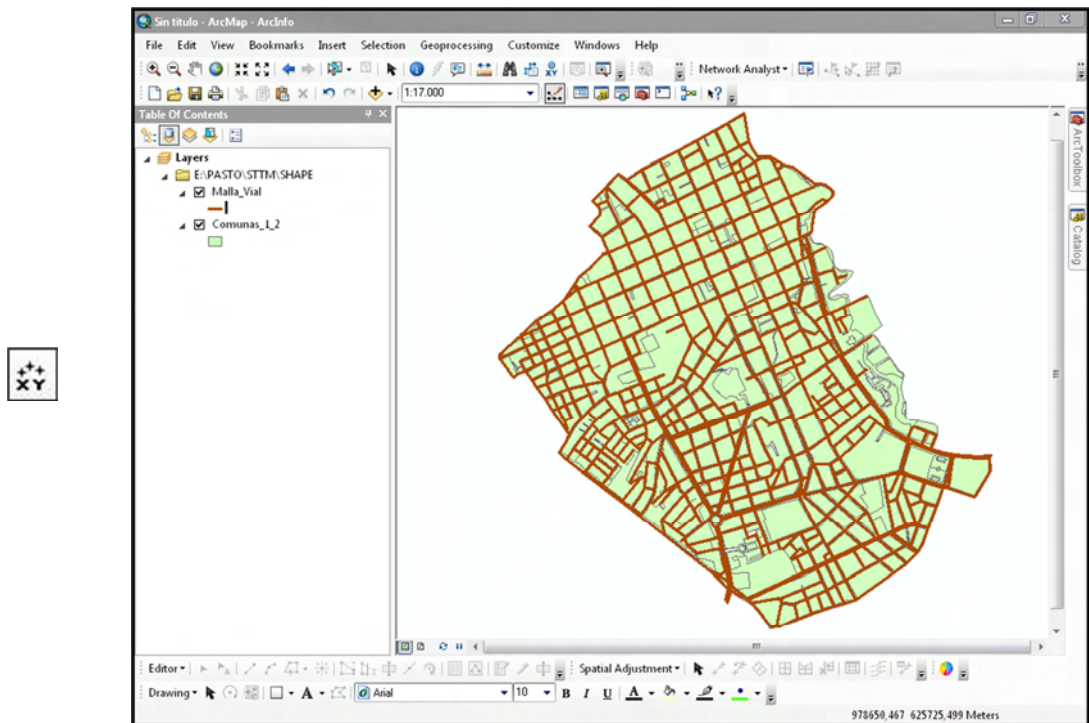 Sin titulo - ArcMap - ArcInfo
File Edit View Bookmarks Insert Selection Geoprocessing Customize Windows Help
Network Analyst
1:17.000
Table Of Contents
Layers
E:\PASTO\STTM\SHAPE
Malla_Vial
Comunas_1_2
ArcToolbox
Catalog
XY
Editor
Spatial Adjustment
Drawing A Arial 10 B I U A
978650,467 625725,499 Meters